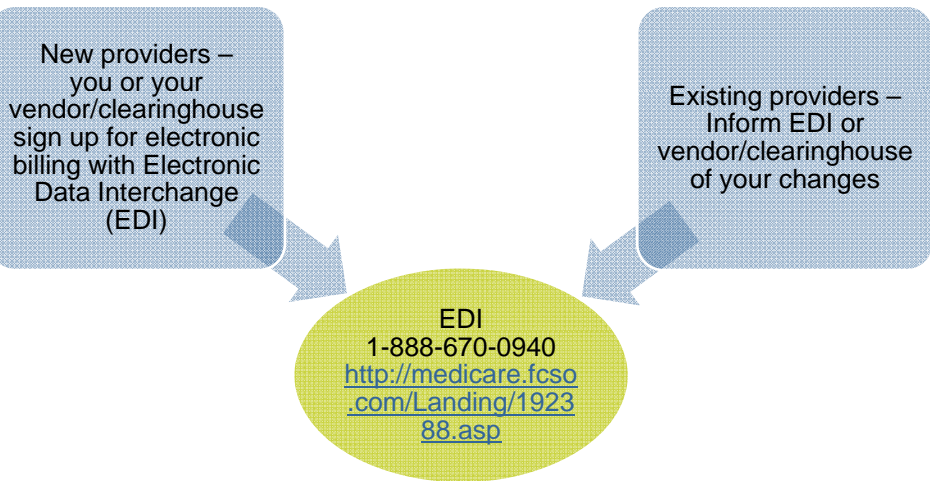 New providers –
you or your
vendor/clearinghouse
sign up for electronic
billing with Electronic
Data Interchange
(EDI)
Existing providers –
Inform EDI or
vendor/clearinghouse
of your changes
EDI
1-888-670-0940
http://medicare.fcso
.com/Landing/1923
88.asp